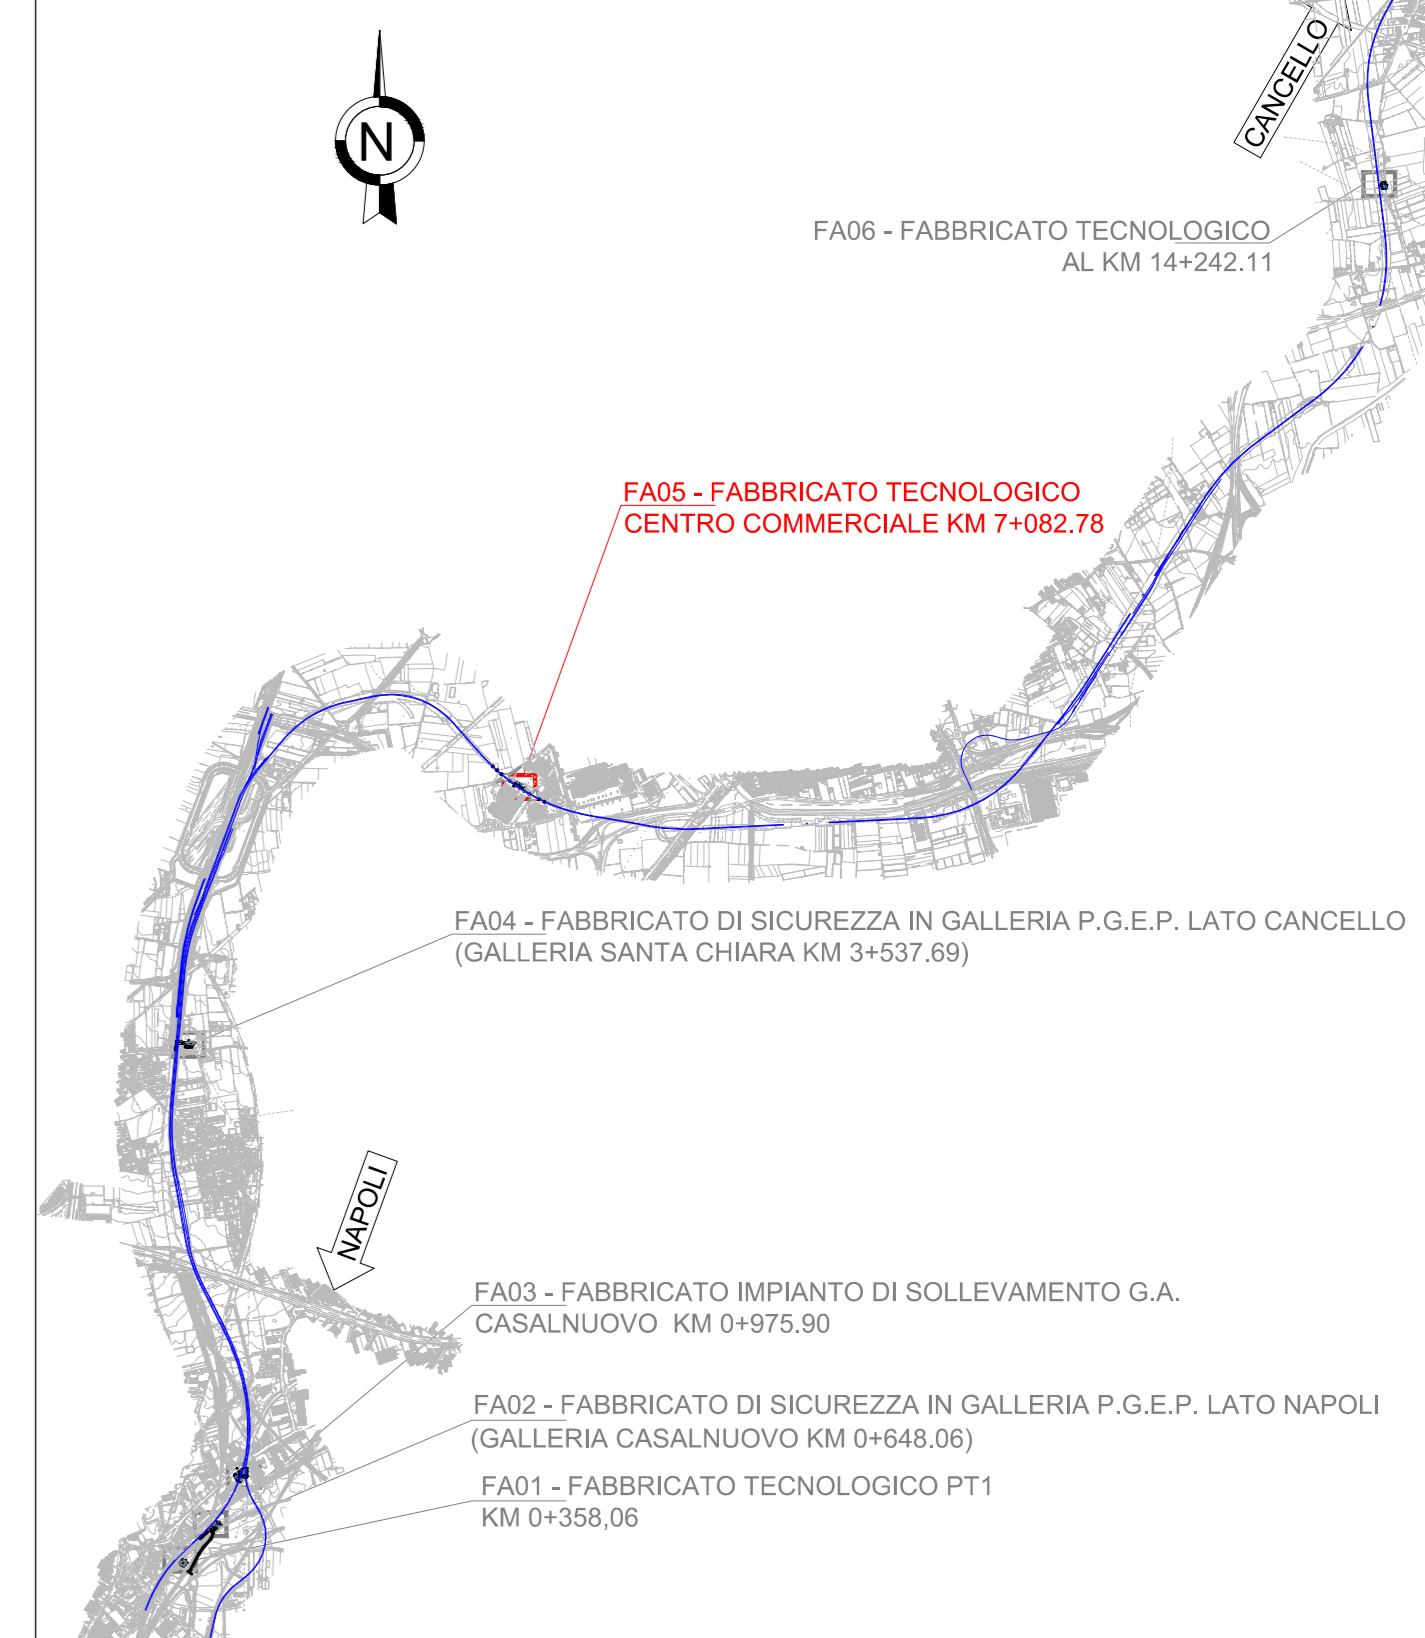 CANCELLO
N
FA06 - FABBRICATO TECNOLOGICO
AL KM 14+242.11
FA05 - FABBRICATO TECNOLOGICO
CENTRO COMMERCIALE KM 7+082.78
FA04 - FABBRICATO DI SICUREZZA IN GALLERIA P.G.E.P. LATO CANCELLO
(GALLERIA SANTA CHIARA KM 3+537.69)
NAPOLI
FA03 - FABBRICATO IMPIANTO DI SOLLEVAMENTO G.A.
CASALNUOVO  KM 0+975.90
FA02 - FABBRICATO DI SICUREZZA IN GALLERIA P.G.E.P. LATO NAPOLI
(GALLERIA CASALNUOVO KM 0+648.06)
FA01 - FABBRICATO TECNOLOGICO PT1
KM 0+358,06